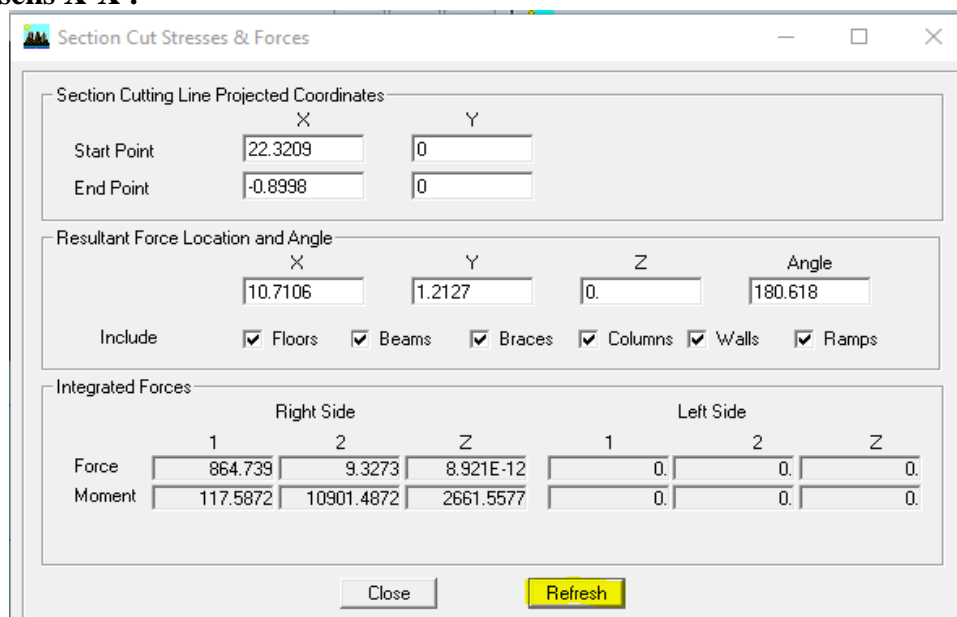 sens X-X :
Section Cut Stresses & Forces
Section Cutting Line Projected Coordinates
X Y
Start Point 22.3209 0
End Point -0.8998 0
Resultant Force Location and Angle
X Y Z Angle
10.7106 1.2127 0. 180.618
Include Floors Beams Braces Columns Walls Ramps
Integrated Forces
Right Side Left Side
1 2 Z 1 2 Z
Force 864.739 9.3273 8.921E-12 0. 0. 0.
Moment 117.5872 10901.4872 2661.5577 0. 0. 0.
Close Refresh